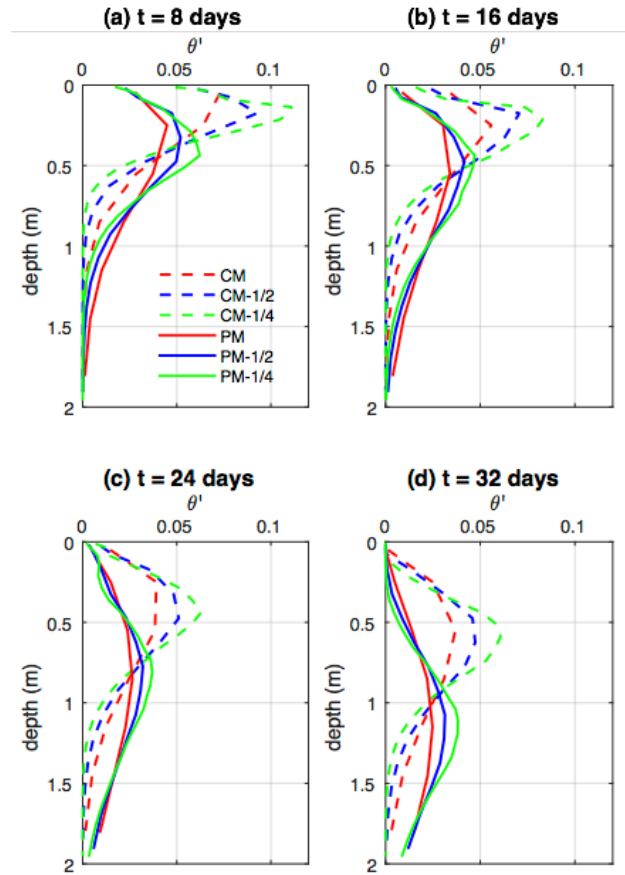 (a) t = 8 days
θ'
0 0.05 0.1
0
0.5
1
1.5
2
depth (m)
CM
CM-1/2
CM-1/4
PM
PM-1/2
PM-1/4
(b) t = 16 days
θ'
0 0.05 0.1
0
0.5
1
1.5
2
depth (m)
(c) t = 24 days
θ'
0 0.05 0.1
0
0.5
1
1.5
2
depth (m)
(d) t = 32 days
θ'
0 0.05 0.1
0
0.5
1
1.5
2
depth (m)